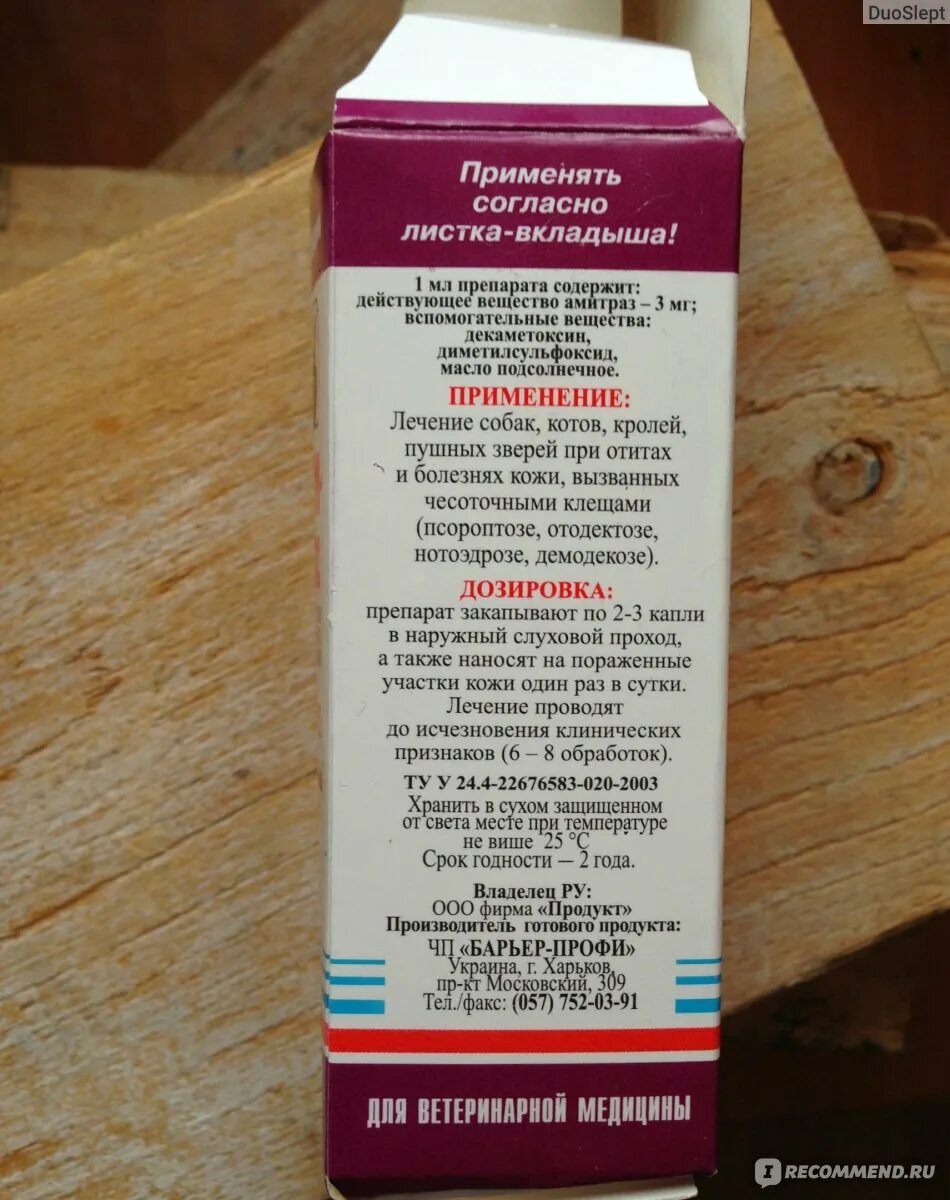 DuoSlept
Применять
согласно
листка-вкладыша!
1 мл препарата содержит:
действующее вещество амитраз – 3 мг;
вспомогательные вещества:
декаметоксин,
диметилсульфоксид,
масло подсолнечное.
ПРИМЕНЕНИЕ:
Лечение собак, котов, кролей,
пушных зверей при отитах
и болезнях кожи, вызванных
чесоточными клещами
(псороптозе, отодектозе,
нотоэдрозе, демодекозе).
ДОЗИРОВКА:
препарат закапывают по 2-3 капли
в наружный слуховой проход,
а также наносят на пораженные
участки кожи один раз в сутки.
Лечение проводят
до исчезновения клинических
признаков (6 – 8 обработок).
ТУ У 24.4-22676583-020-2003
Хранить в сухом защищенном
от света месте при температуре
не више 25 °С
Срок годности — 2 года.
Владелец РУ:
ООО фирма «Продукт»
Производитель готового продукта:
ЧП «БАРЬЕР-ПРОФИ»
Украина, г. Харьков,
пр-кт Московский, 309
Тел./факс: (057) 752-03-91
ДЛЯ ВЕТЕРИНАРНОЙ МЕДИЦИНЫ
IRECOMMEND.RU